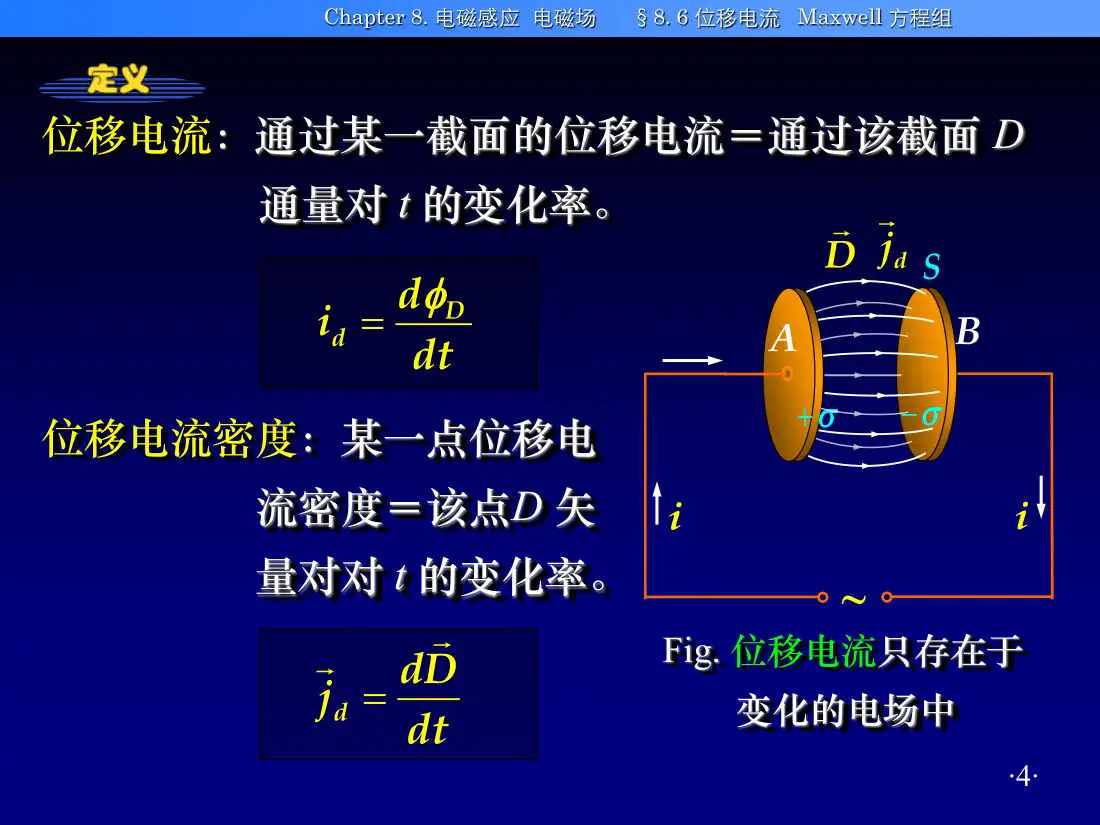 Chapter 8. 电磁感应 电磁场 §8.6 位移电流 Maxwell 方程组
定义
位移电流：通过某一截面的位移电流＝通过该截面 D
通量对 t 的变化率。
i_d = dϕ_D/dt
位移电流密度：某一点位移电
流密度＝该点D 矢
量对对 t 的变化率。
j⃗_d = dD⃗/dt
D⃗ j⃗_d S
A B
+σ −σ
i i
~
Fig. 位移电流只存在于
变化的电场中
·4·